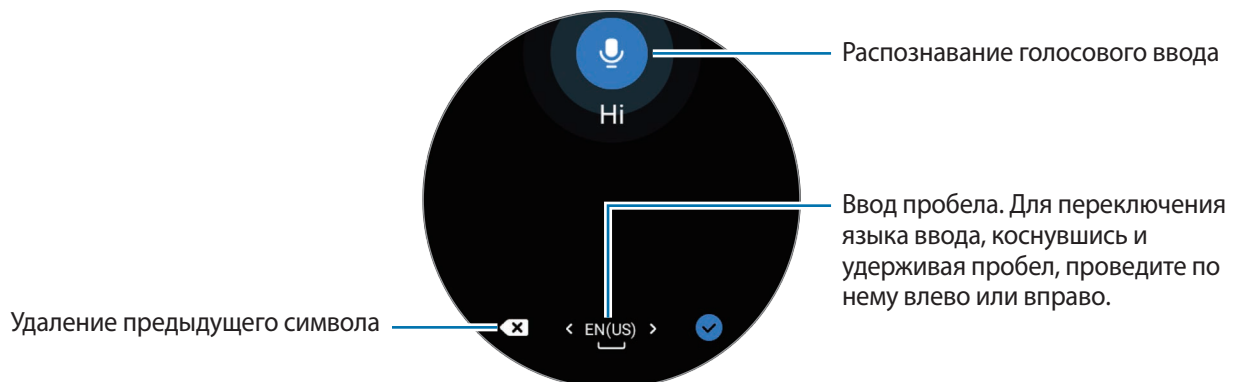 Распознавание голосового ввода
Hi
Ввод пробела. Для переключения
языка ввода, коснувшись и
удерживая пробел, проведите по
нему влево или вправо.
Удаление предыдущего символа
< EN(US) >